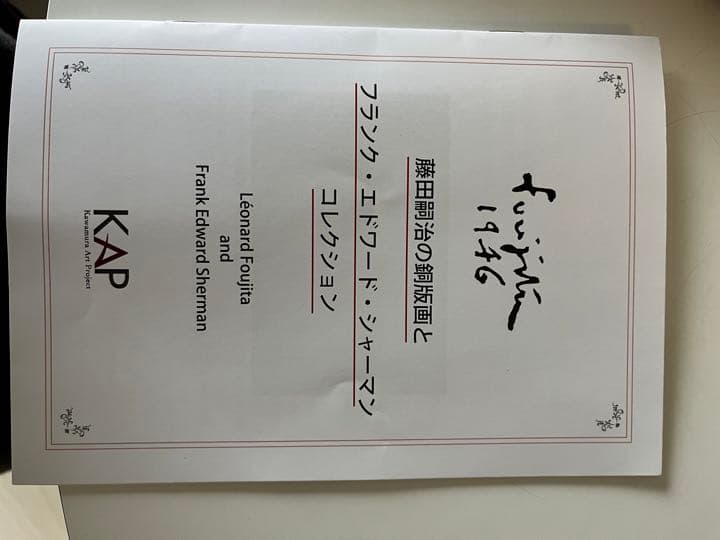 Foujita
1946
藤田嗣治の銅版画と
フランク・エドワード・シャーマン
コレクション
Léonard Foujita
and
Frank Edward Sherman
KAP
Kawamura Art Project